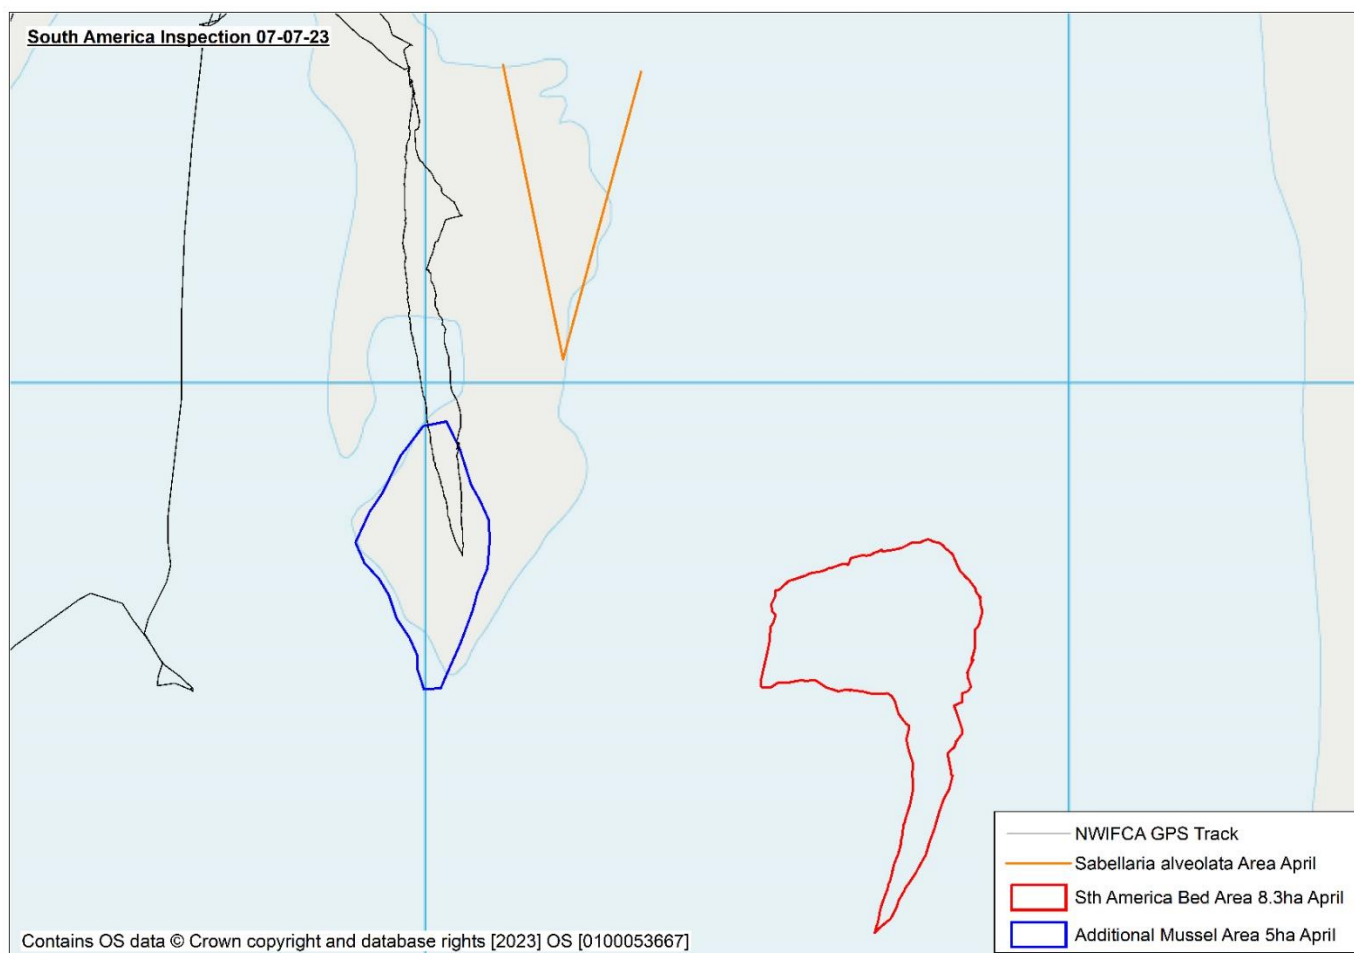 South America Inspection 07-07-23
NWIFCA GPS Track
Sabellaria alveolata Area April
Sth America Bed Area 8.3ha April
Additional Mussel Area 5ha April
Contains OS data © Crown copyright and database rights [2023] OS [0100053667]